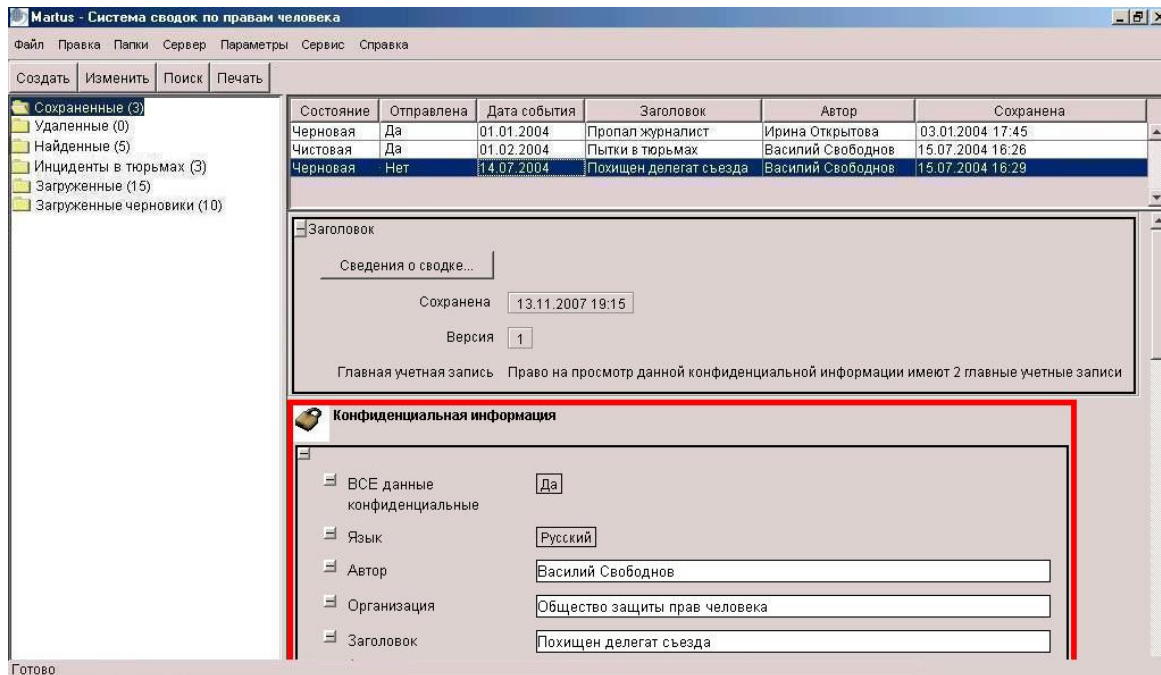 Martus - Система сводок по правам человека
Файл Правка Папки Сервер Параметры Сервис Справка
Создать Изменить Поиск Печать
Сохраненные (3)
Удаленные (0)
Найденные (5)
Инциденты в тюрьмах (3)
Загруженные (15)
Загруженные черновики (10)
Состояние Отправлена Дата события Заголовок Автор Сохранена
Черновая Да 01.01.2004 Пропал журналист Ирина Открытова 03.01.2004 17:45
Чистовая Да 01.02.2004 Пытки в тюрьмах Василий Свободнов 15.07.2004 16:26
Черновая Нет 14.07.2004 Похищен делегат съезда Василий Свободнов 15.07.2004 16:29
Заголовок
Сведения о сводке...
Сохранена 13.11.2007 19:15
Версия 1
Главная учетная запись Право на просмотр данной конфиденциальной информации имеют 2 главные учетные записи
Конфиденциальная информация
ВСЕ данные Да
конфиденциальные
Язык Русский
Автор Василий Свободнов
Организация Общество защиты прав человека
Заголовок Похищен делегат съезда
Готово